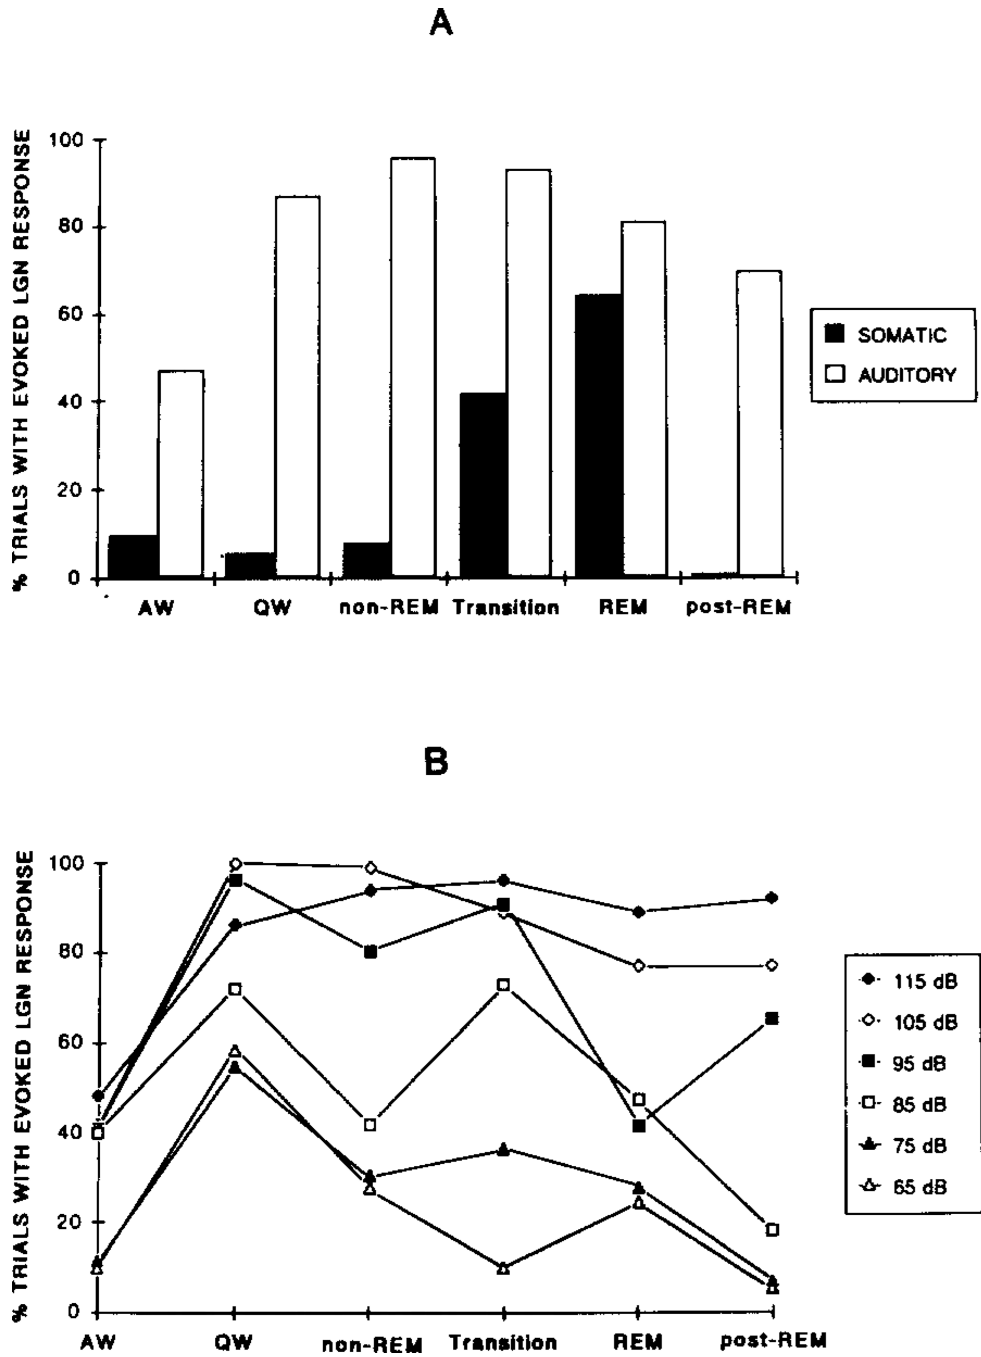 A
% TRIALS WITH EVOKED LGN RESPONSE
100
80
60
40
20
0
AW QW non-REM Transition REM post-REM
SOMATIC
AUDITORY
B
% TRIALS WITH EVOKED LGN RESPONSE
100
80
60
40
20
0
AW QW non-REM Transition REM post-REM
115 dB
105 dB
95 dB
85 dB
75 dB
65 dB